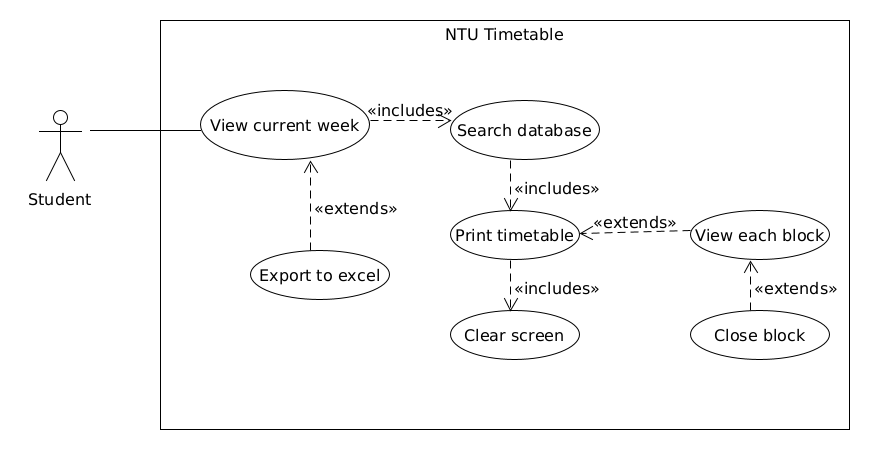 NTU Timetable
«includes»
View current week
Search database
Student
«includes»
«extends»
«extends»
Print timetable
View each block
Export to excel
«includes»
«extends»
Clear screen
Close block